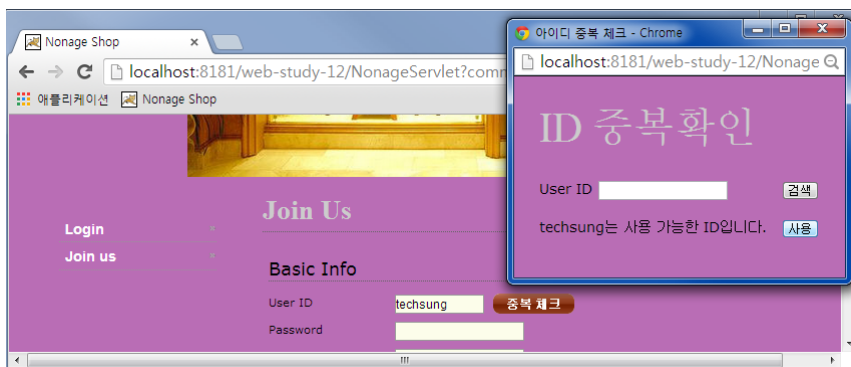 Nonage Shop
localhost:8181/web-study-12/NonageServlet?comm
애플리케이션 Nonage Shop
Login
Join us
Join Us
Basic Info
User ID techsung 중복 체크
Password
아이디 중복 체크 - Chrome
localhost:8181/web-study-12/Nonage
ID 중복확인
User ID 검색
techsung는 사용 가능한 ID입니다. 사용